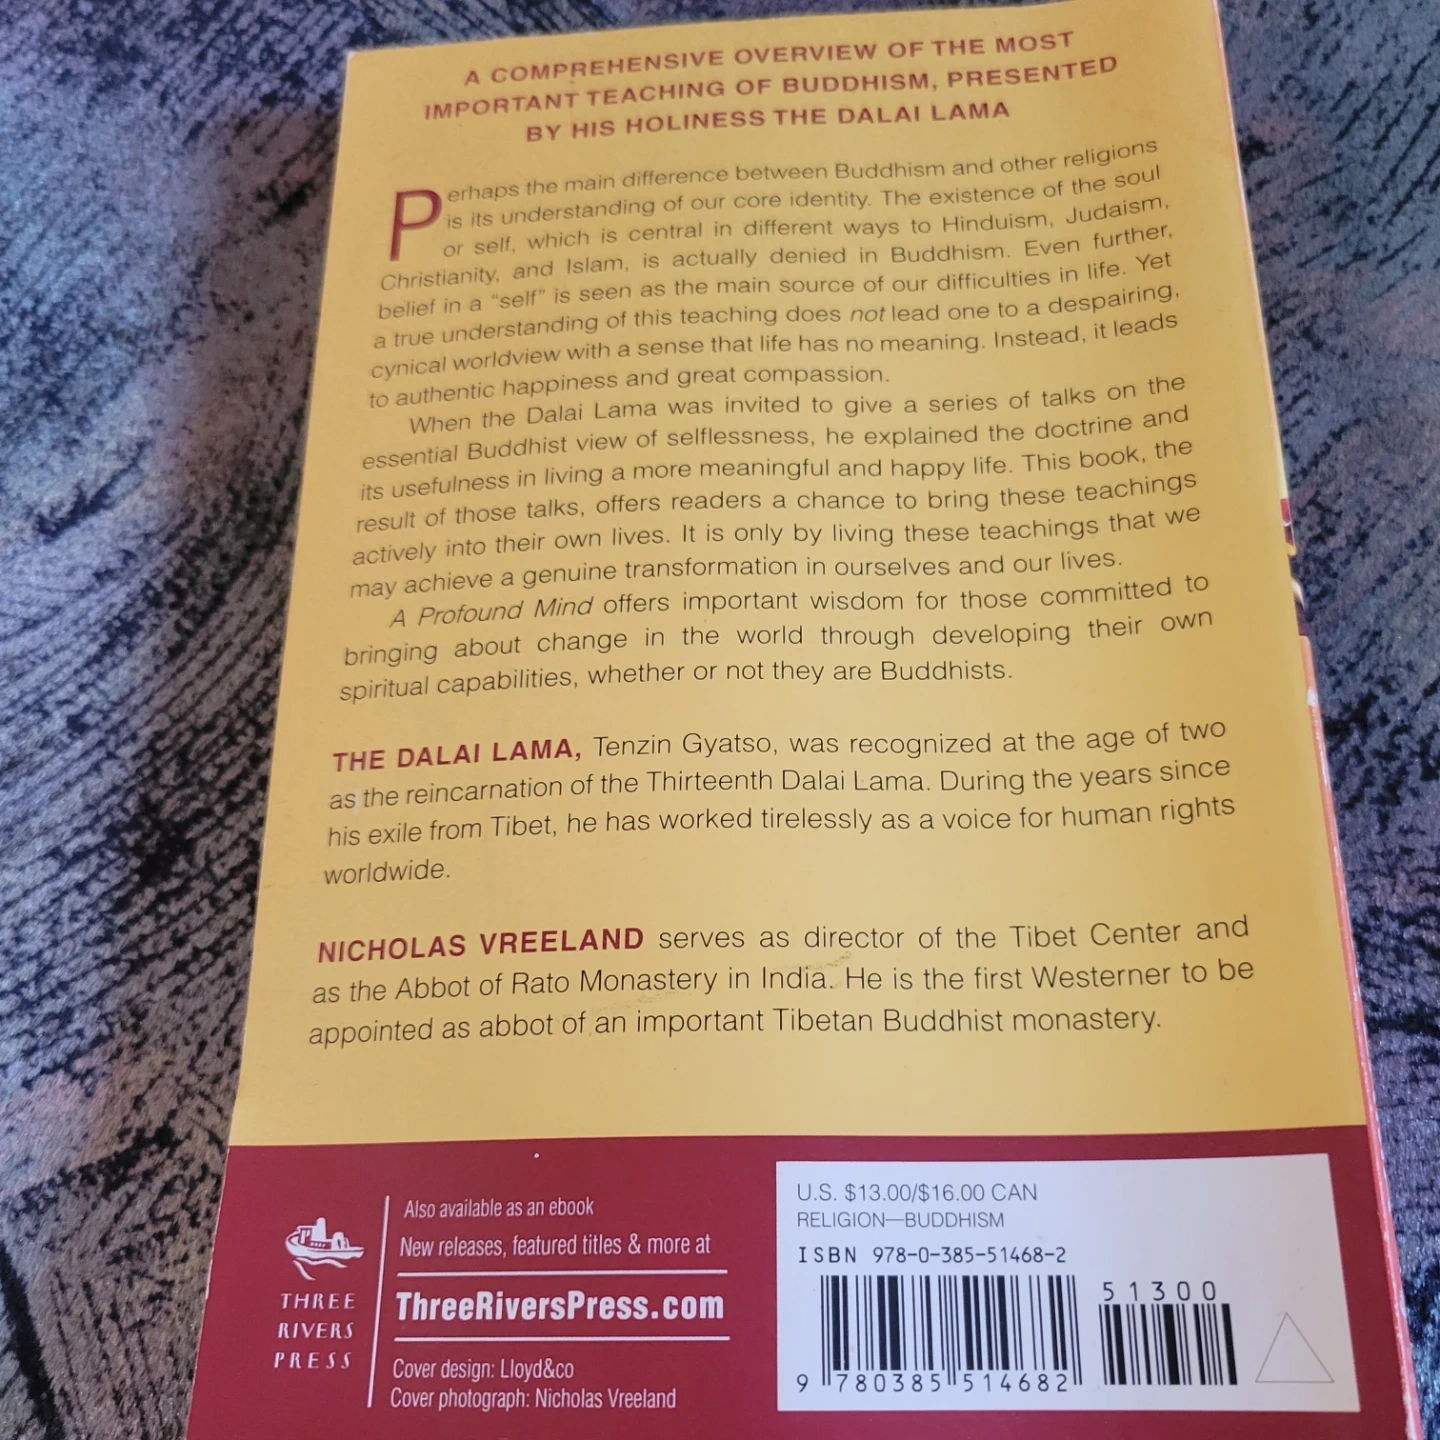 A COMPREHENSIVE OVERVIEW OF THE MOST
IMPORTANT TEACHING OF BUDDHISM, PRESENTED
BY HIS HOLINESS THE DALAI LAMA
Perhaps the main difference between Buddhism and other religions
is its understanding of our core identity. The existence of the soul
or self, which is central in different ways to Hinduism, Judaism,
Christianity, and Islam, is actually denied in Buddhism. Even further,
belief in a “self” is seen as the main source of our difficulties in life. Yet
a true understanding of this teaching does not lead one to a despairing,
cynical worldview with a sense that life has no meaning. Instead, it leads
to authentic happiness and great compassion.
When the Dalai Lama was invited to give a series of talks on the
essential Buddhist view of selflessness, he explained the doctrine and
its usefulness in living a more meaningful and happy life. This book, the
result of those talks, offers readers a chance to bring these teachings
actively into their own lives. It is only by living these teachings that we
may achieve a genuine transformation in ourselves and our lives.
A Profound Mind offers important wisdom for those committed to
bringing about change in the world through developing their own
spiritual capabilities, whether or not they are Buddhists.
THE DALAI LAMA, Tenzin Gyatso, was recognized at the age of two
as the reincarnation of the Thirteenth Dalai Lama. During the years since
his exile from Tibet, he has worked tirelessly as a voice for human rights
worldwide.
NICHOLAS VREELAND serves as director of the Tibet Center and
as the Abbot of Rato Monastery in India. He is the first Westerner to be
appointed as abbot of an important Tibetan Buddhist monastery.
THREE
RIVERS
PRESS
Also available as an ebook
New releases, featured titles & more at
ThreeRiversPress.com
Cover design: Lloyd&co
Cover photograph: Nicholas Vreeland
U.S. $13.00/$16.00 CAN
RELIGION—BUDDHISM
ISBN 978-0-385-51468-2
51300
9 780385 514682